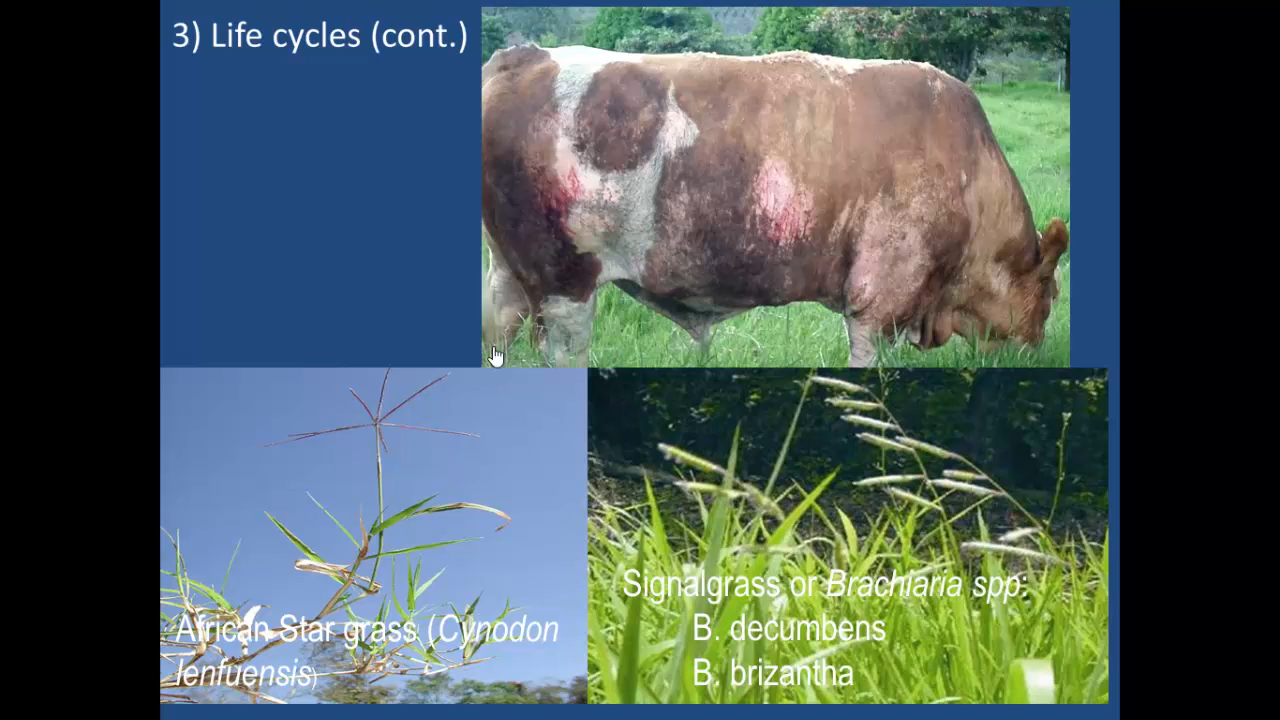 3) Life cycles (cont.)
African Star grass (Cynodon
lenfuensis)
Signalgrass or Brachiaria spp:
B. decumbens
B. brizantha